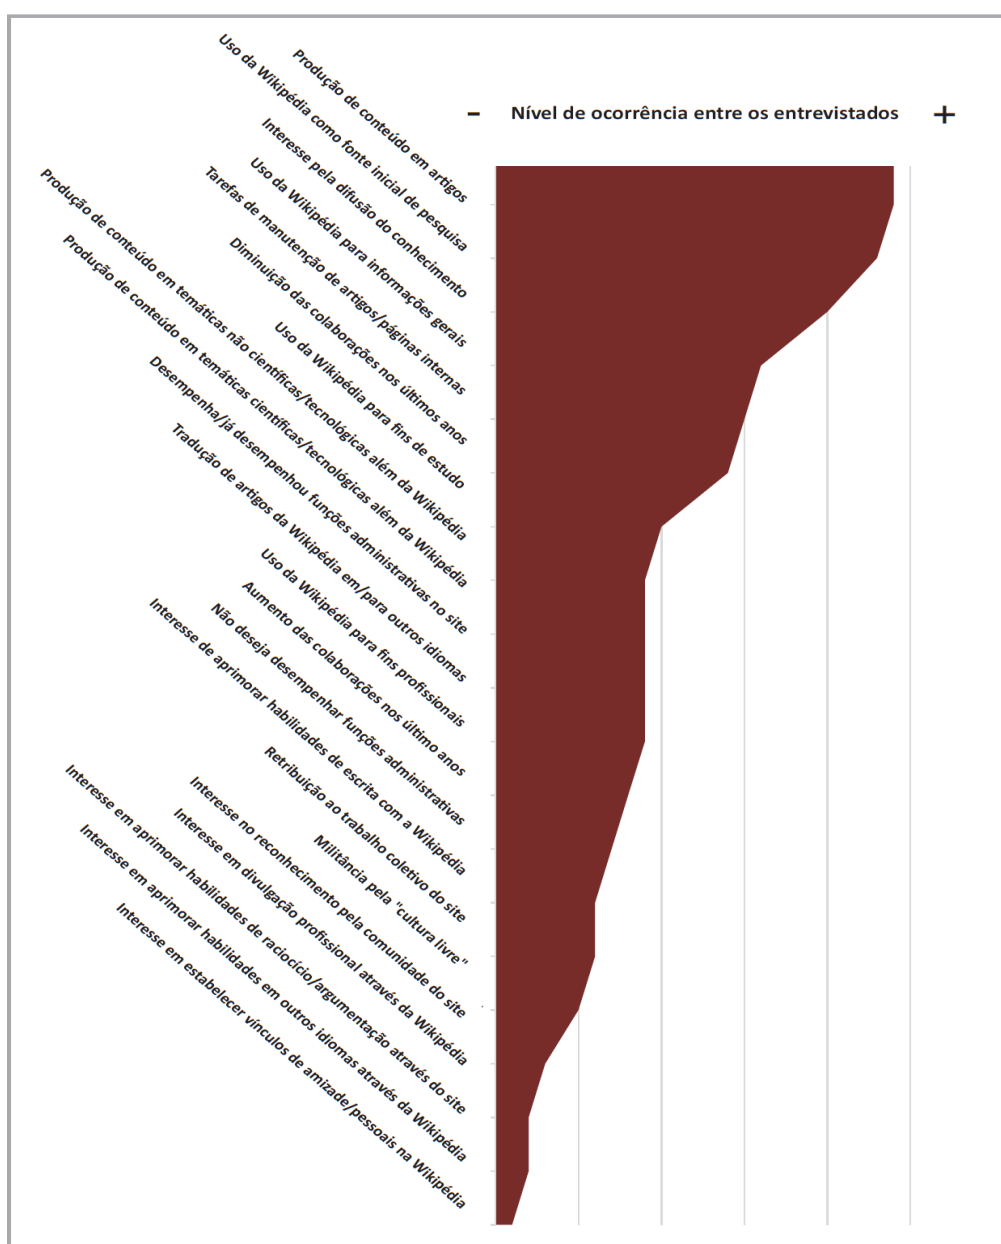 - Nível de ocorrência entre os entrevistados +
Produção de conteúdo em artigos
Uso da Wikipédia como fonte inicial de pesquisa
Interesse pela difusão do conhecimento
Uso da Wikipédia para informações gerais
Tarefas de manutenção de artigos/páginas internas
Diminuição das colaborações nos últimos anos
Uso da Wikipédia para fins de estudo
Produção de conteúdo em temáticas não científicas/tecnológicas além da Wikipédia
Produção de conteúdo em temáticas científicas/tecnológicas além da Wikipédia
Desempenha/já desempenhou funções administrativas no site
Tradução de artigos da Wikipédia em/para outros idiomas
Uso da Wikipédia para fins profissionais
Aumento das colaborações nos último anos
Não deseja desempenhar funções administrativas
Interesse de aprimorar habilidades de escrita com a Wikipédia
Retribuição ao trabalho coletivo do site
Militância pela "cultura livre"
Interesse no reconhecimento pela comunidade do site
Interesse em divulgação profissional através da Wikipédia
Interesse em aprimorar habilidades de raciocício/argumentação através do site
Interesse em aprimorar habilidades em outros idiomas através da Wikipédia
Interesse em estabelecer vínculos de amizade/pessoais na Wikipédia